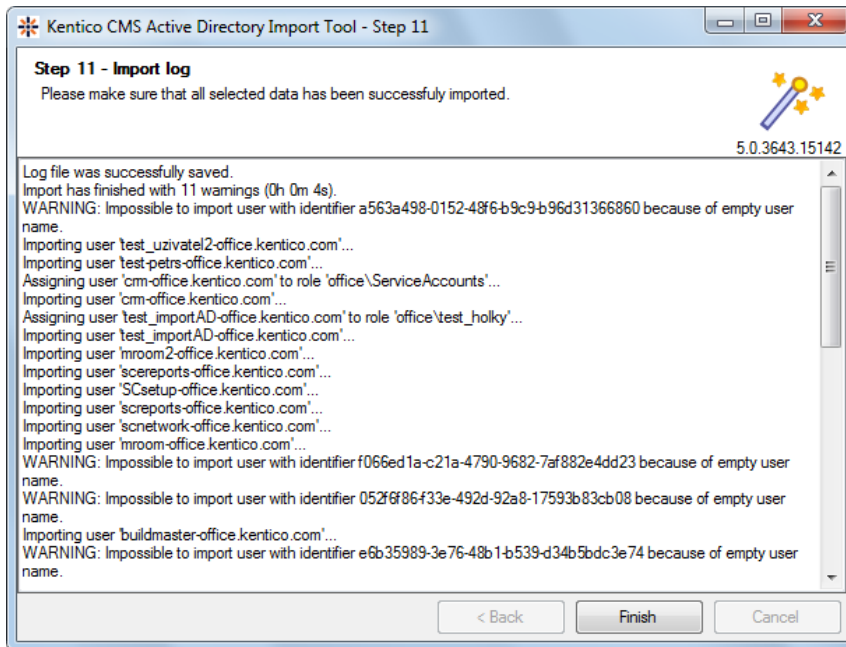 Kentico CMS Active Directory Import Tool - Step 11
Step 11 - Import log
Please make sure that all selected data has been successfuly imported.
5.0.3643.15142
Log file was successfully saved.
Import has finished with 11 warnings (0h 0m 4s).
WARNING: Impossible to import user with identifier a563a498-0152-48f6-b9c9-b96d31366860 because of empty user
name.
Importing user 'test_uzivatel2-office.kentico.com'...
Importing user 'test-petrs-office.kentico.com'...
Assigning user 'crm-office.kentico.com' to role 'office\ServiceAccounts'...
Importing user 'crm-office.kentico.com'...
Assigning user 'test_importAD-office.kentico.com' to role 'office\test_holky'...
Importing user 'test_importAD-office.kentico.com'...
Importing user 'mroom2-office.kentico.com'...
Importing user 'scereports-office.kentico.com'...
Importing user 'SCsetup-office.kentico.com'...
Importing user 'screports-office.kentico.com'...
Importing user 'scnetwork-office.kentico.com'...
Importing user 'mroom-office.kentico.com'...
WARNING: Impossible to import user with identifier f066ed1a-c21a-4790-9682-7af882e4dd23 because of empty user
name.
WARNING: Impossible to import user with identifier 052f6f86-f33e-492d-92a8-17593b83cb08 because of empty user
name.
Importing user 'buildmaster-office.kentico.com'...
WARNING: Impossible to import user with identifier e6b35989-3e76-48b1-b539-d34b5bdc3e74 because of empty user
name.
< Back
Finish
Cancel